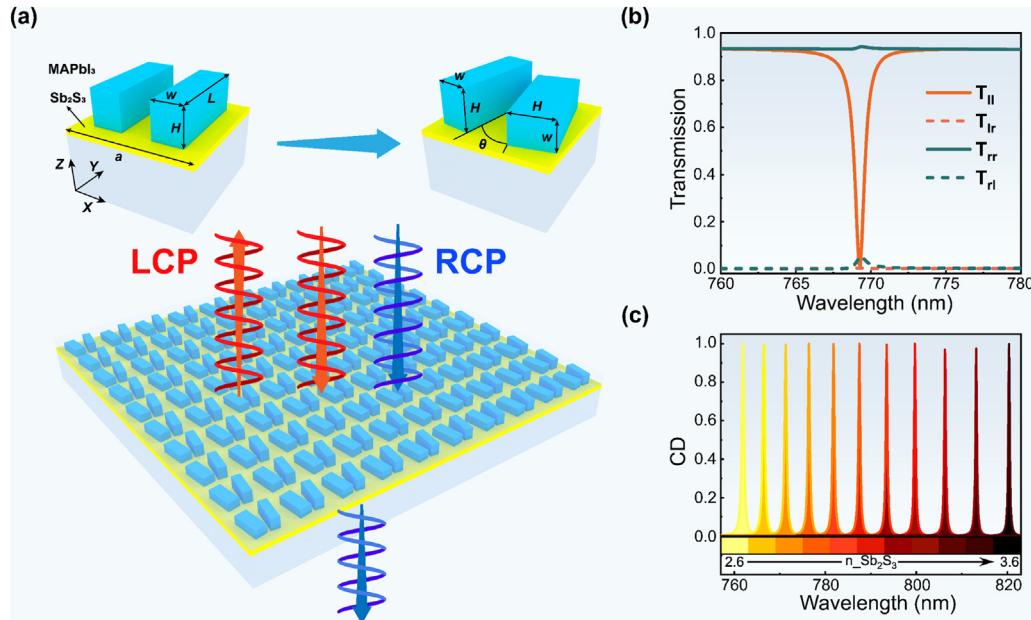 (a)
MAPbI₃
Sb₂S₃
w
L
H
a
Z
Y
X
w
H
H
w
θ
LCP
RCP
(b)
1.0
0.8
0.6
0.4
0.2
0.0
Transmission
T_ll
T_lr
T_rr
T_rl
760 765 770 775 780
Wavelength (nm)
(c)
1.0
0.8
0.6
0.4
0.2
0.0
CD
2.6 n_Sb₂S₃ 3.6
760 780 800 820
Wavelength (nm)